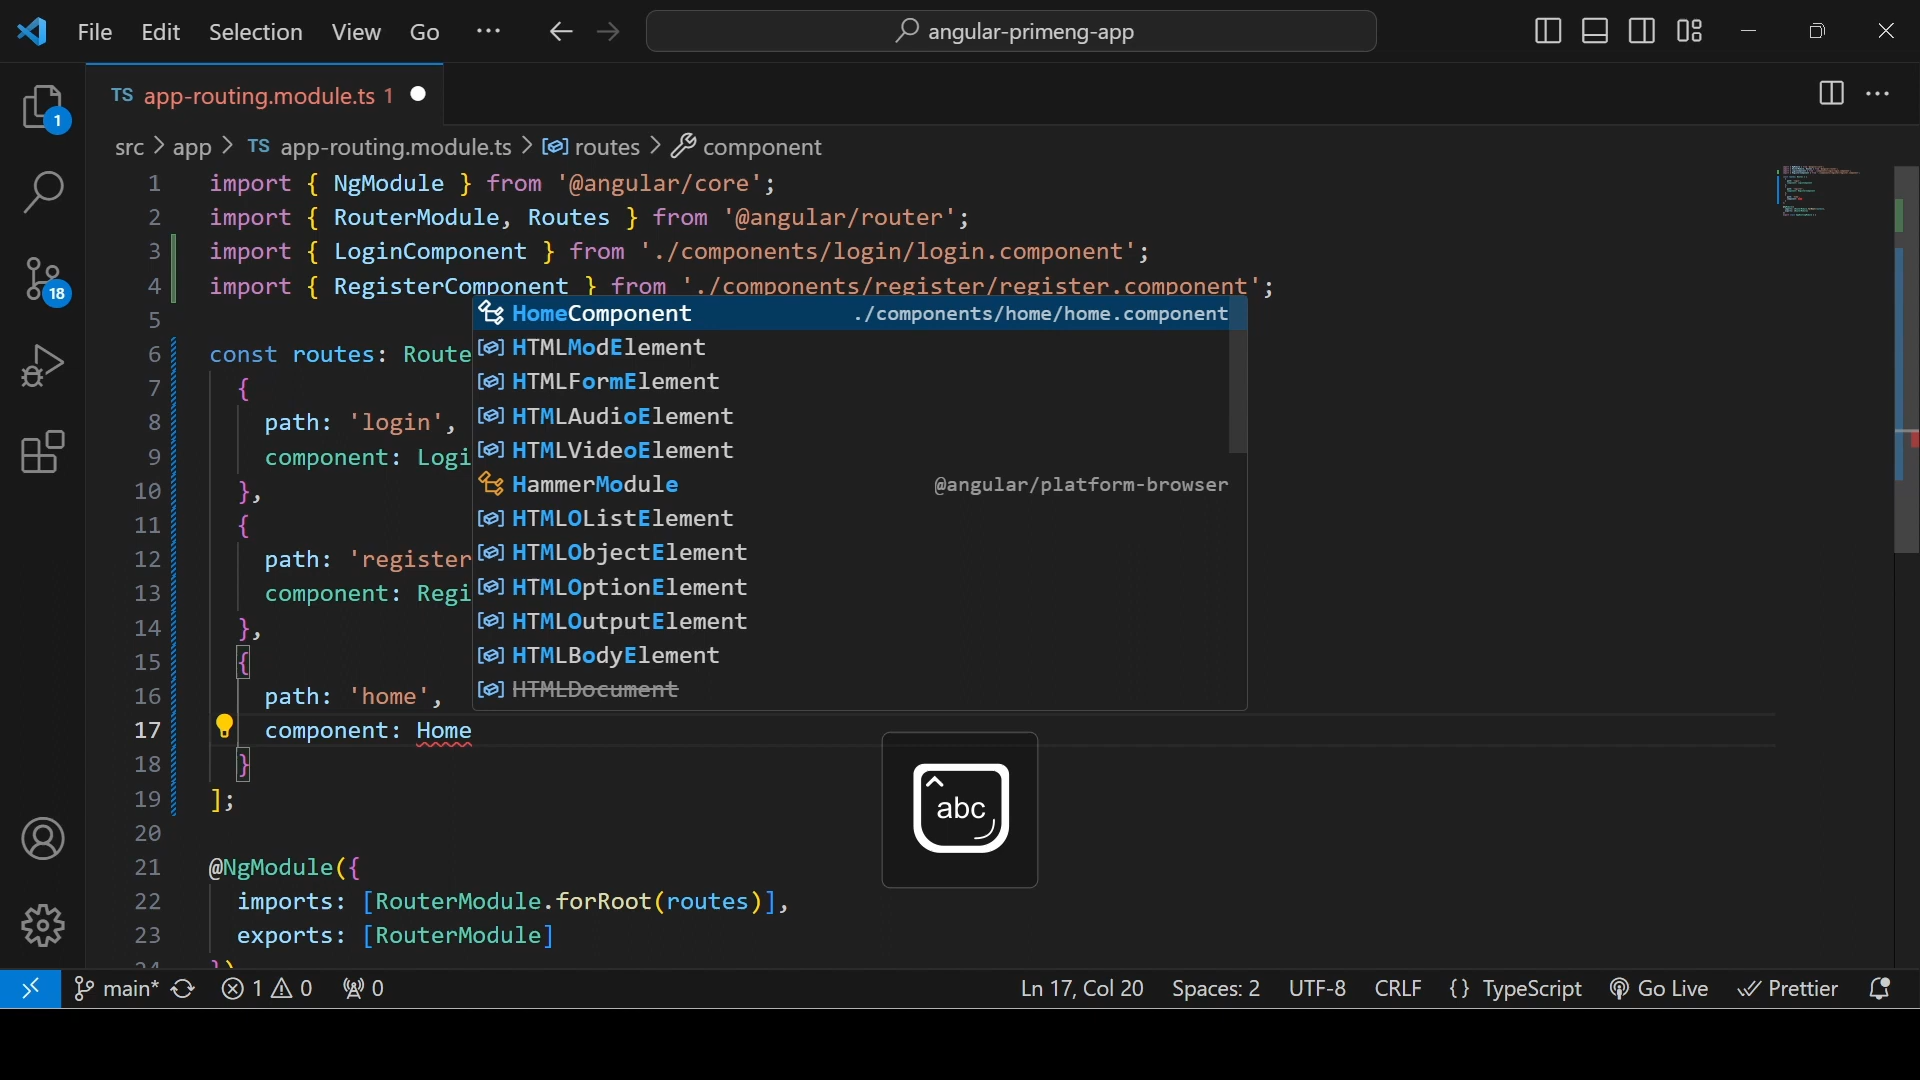 File Edit Selection View Go ··· angular-primeng-app
TS app-routing.module.ts 1
1
src > app > TS app-routing.module.ts > routes > component
1 import { NgModule } from '@angular/core';
2 import { RouterModule, Routes } from '@angular/router';
3 import { LoginComponent } from './components/login/login.component';
4 import { RegisterComponent } from './components/register/register.component';
18
5
HomeComponent ./components/home/home.component
6 const routes: Route
HTMLModElement
7 {
HTMLFormElement
8 path: 'login',
HTMLAudioElement
9 component: Logi
HTMLVideoElement
10 },
HammerModule @angular/platform-browser
11 {
HTMLOListElement
12 path: 'register
HTMLObjectElement
13 component: Regi
HTMLOptionElement
14 },
HTMLOutputElement
15 {
HTMLBodyElement
16 path: 'home',
HTMLDocument
17 component: Home
18 }
19 ];
abc
20
21 @NgModule({
22 imports: [RouterModule.forRoot(routes)],
23 exports: [RouterModule]
24 })
main* 1 0 0 Ln 17, Col 20 Spaces: 2 UTF-8 CRLF {} TypeScript Go Live Prettier